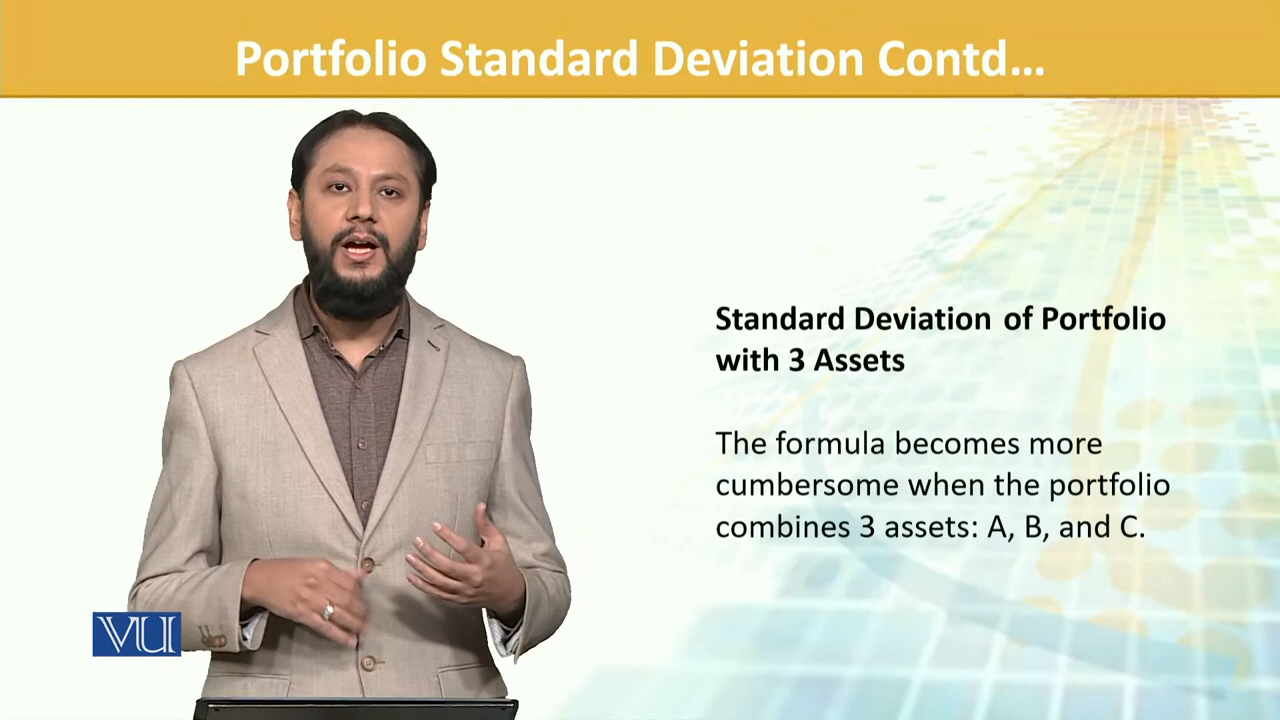 Portfolio Standard Deviation Contd...
Standard Deviation of Portfolio
with 3 Assets
The formula becomes more
cumbersome when the portfolio
combines 3 assets: A, B, and C.
VU